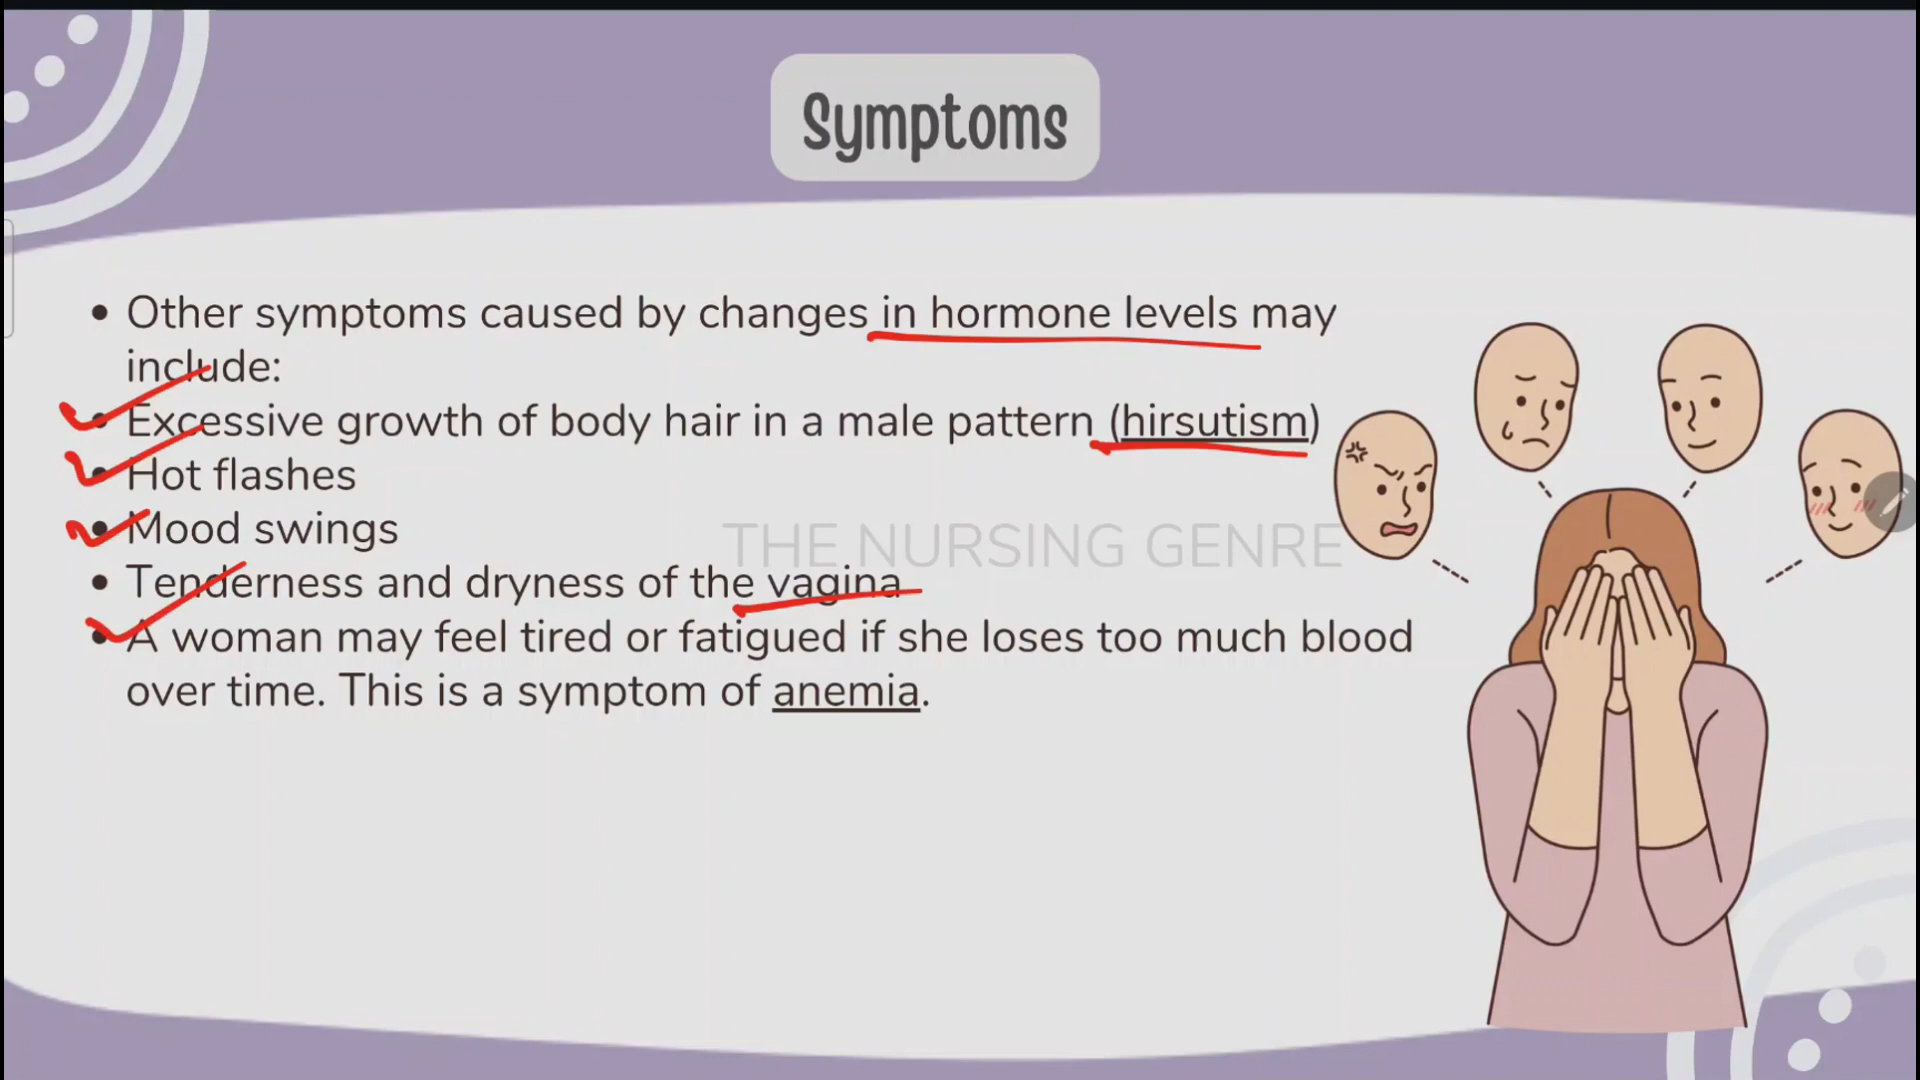 Symptoms
• Other symptoms caused by changes in hormone levels may
include:
• Excessive growth of body hair in a male pattern (hirsutism)
• Hot flashes
• Mood swings
• Tenderness and dryness of the vagina
• A woman may feel tired or fatigued if she loses too much blood
over time. This is a symptom of anemia.
THE NURSING GENRE